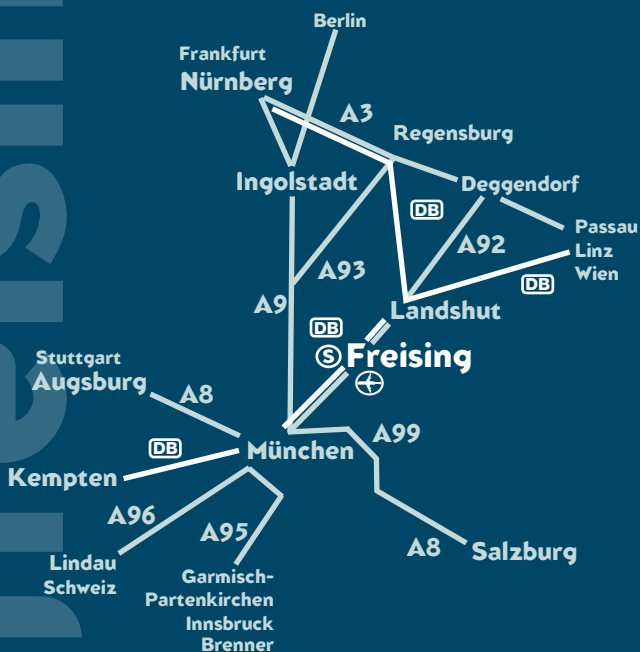 Berlin
Frankfurt
Nürnberg
A3
Regensburg
Ingolstadt
Deggendorf
DB
Passau
Linz
Wien
A92
A93
DB
A9
Landshut
DB
S Freising
Stuttgart
Augsburg
A8
A99
DB
München
Kempten
A96
A95
A8
Salzburg
Lindau
Schweiz
Garmisch-
Partenkirchen
Innsbruck
Brenner